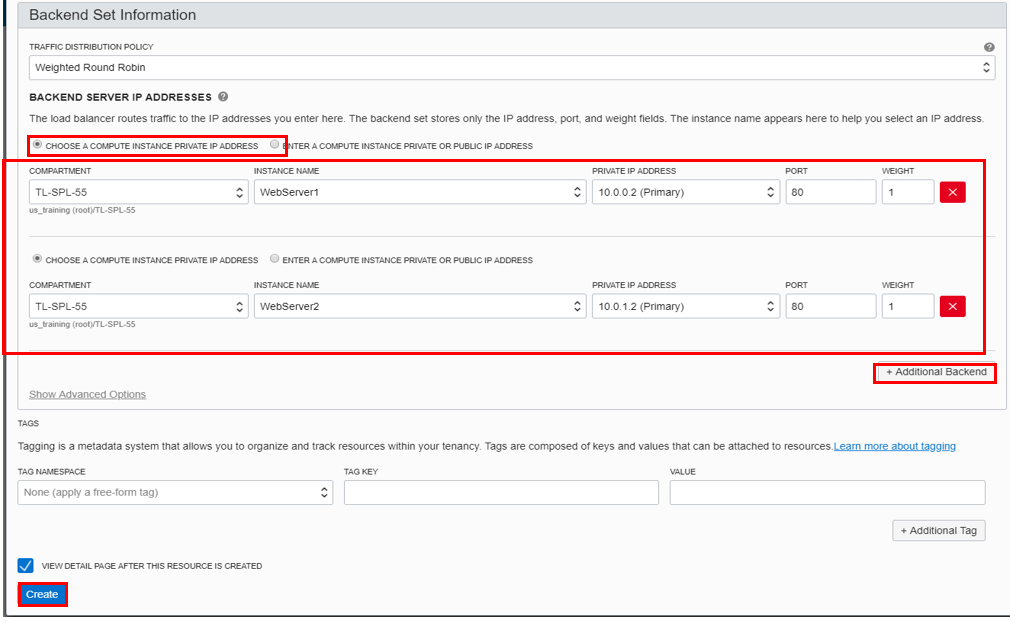 Backend Set Information
TRAFFIC DISTRIBUTION POLICY
Weighted Round Robin
BACKEND SERVER IP ADDRESSES
The load balancer routes traffic to the IP addresses you enter here. The backend set stores only the IP address, port, and weight fields. The instance name appears here to help you select an IP address.
CHOOSE A COMPUTE INSTANCE PRIVATE IP ADDRESS ENTER A COMPUTE INSTANCE PRIVATE OR PUBLIC IP ADDRESS
COMPARTMENT INSTANCE NAME PRIVATE IP ADDRESS PORT WEIGHT
TL-SPL-55 WebServer1 10.0.0.2 (Primary) 80 1
us_training (root)/TL-SPL-55
CHOOSE A COMPUTE INSTANCE PRIVATE IP ADDRESS ENTER A COMPUTE INSTANCE PRIVATE OR PUBLIC IP ADDRESS
COMPARTMENT INSTANCE NAME PRIVATE IP ADDRESS PORT WEIGHT
TL-SPL-55 WebServer2 10.0.1.2 (Primary) 80 1
us_training (root)/TL-SPL-55
+ Additional Backend
Show Advanced Options
TAGS
Tagging is a metadata system that allows you to organize and track resources within your tenancy. Tags are composed of keys and values that can be attached to resources.Learn more about tagging
TAG NAMESPACE TAG KEY VALUE
None (apply a free-form tag)
+ Additional Tag
VIEW DETAIL PAGE AFTER THIS RESOURCE IS CREATED
Create